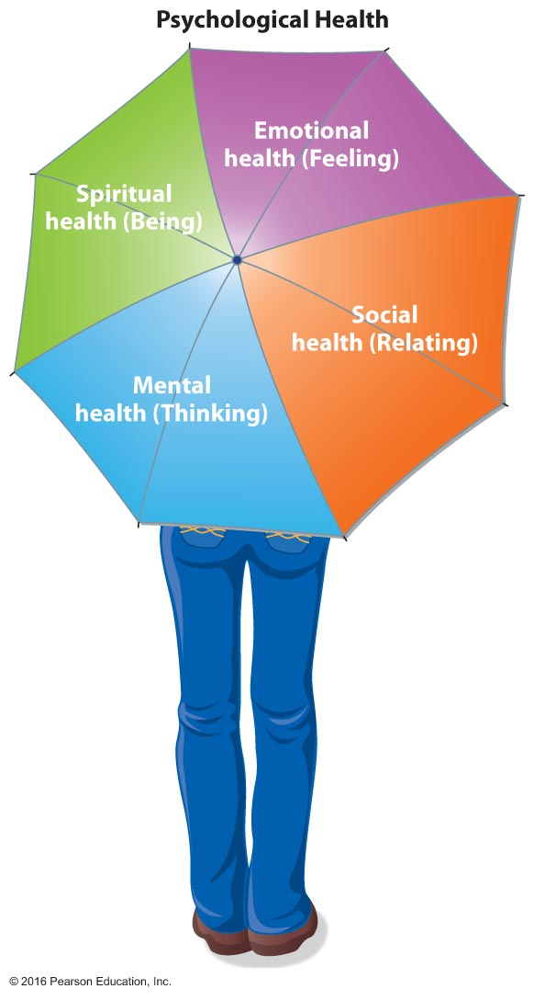 Psychological Health
Emotional
health (Feeling)
Spiritual
health (Being)
Social
health (Relating)
Mental
health (Thinking)
© 2016 Pearson Education, Inc.